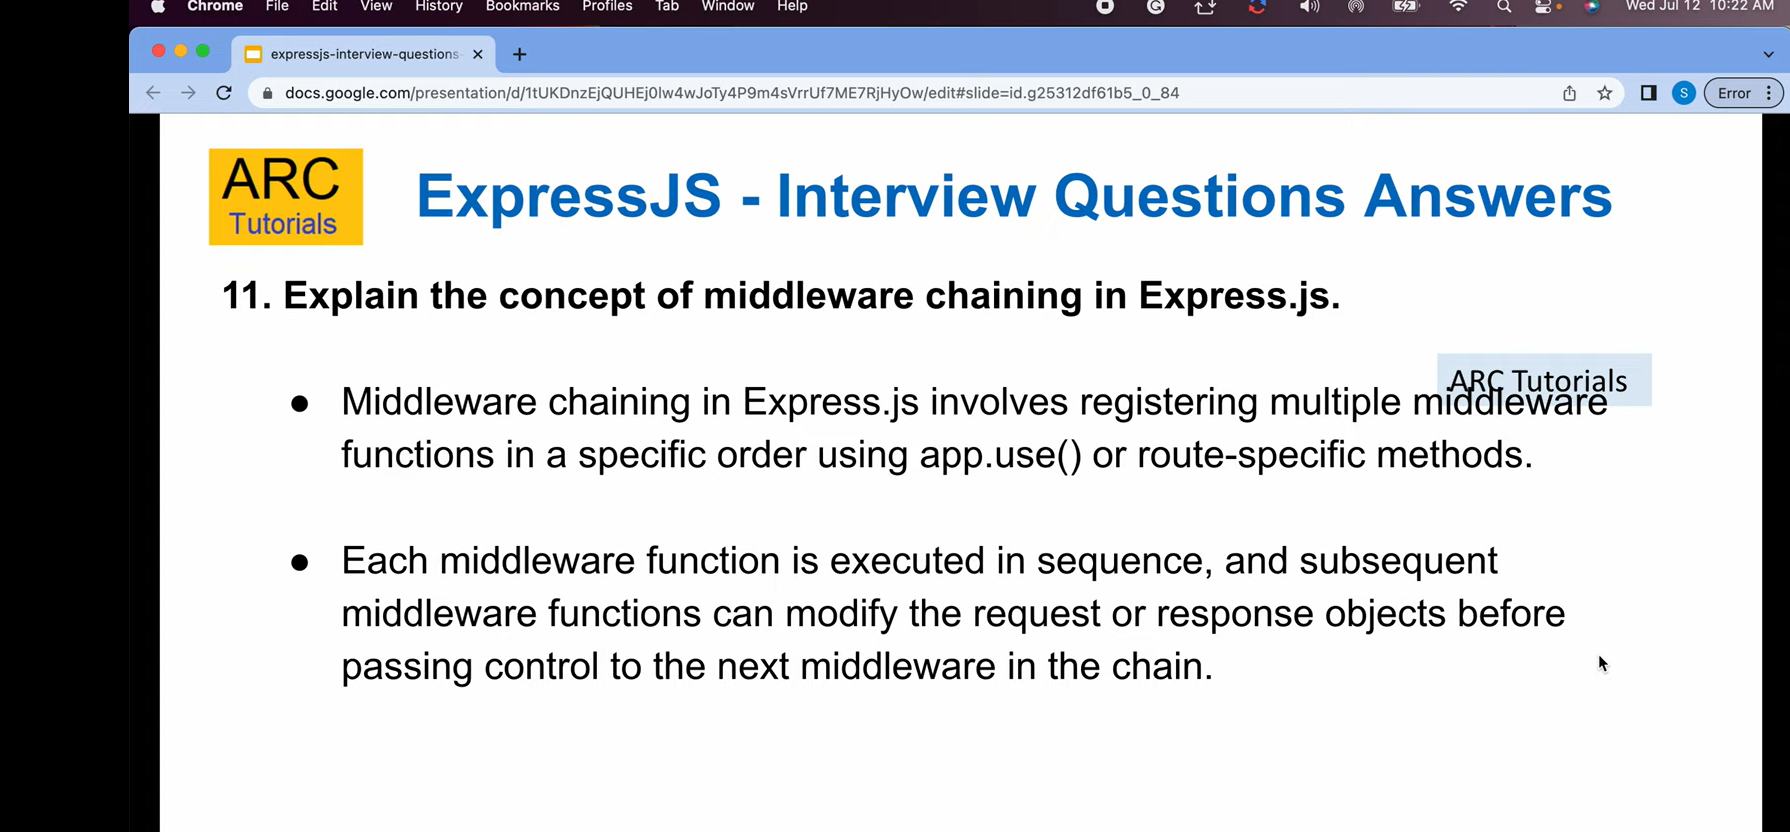 Chrome File Edit View History Bookmarks Profiles Tab Window Help Wed Jul 12 10:22 AM
expressjs-interview-questions-
docs.google.com/presentation/d/1tUKDnzEjQUHEj0lw4wJoTy4P9m4sVrrUf7ME7RjHyOw/edit#slide=id.g25312df61b5_0_84 S Error
ARC
Tutorials
ExpressJS - Interview Questions Answers
11. Explain the concept of middleware chaining in Express.js.
ARC Tutorials
● Middleware chaining in Express.js involves registering multiple middleware
functions in a specific order using app.use() or route-specific methods.
● Each middleware function is executed in sequence, and subsequent
middleware functions can modify the request or response objects before
passing control to the next middleware in the chain.